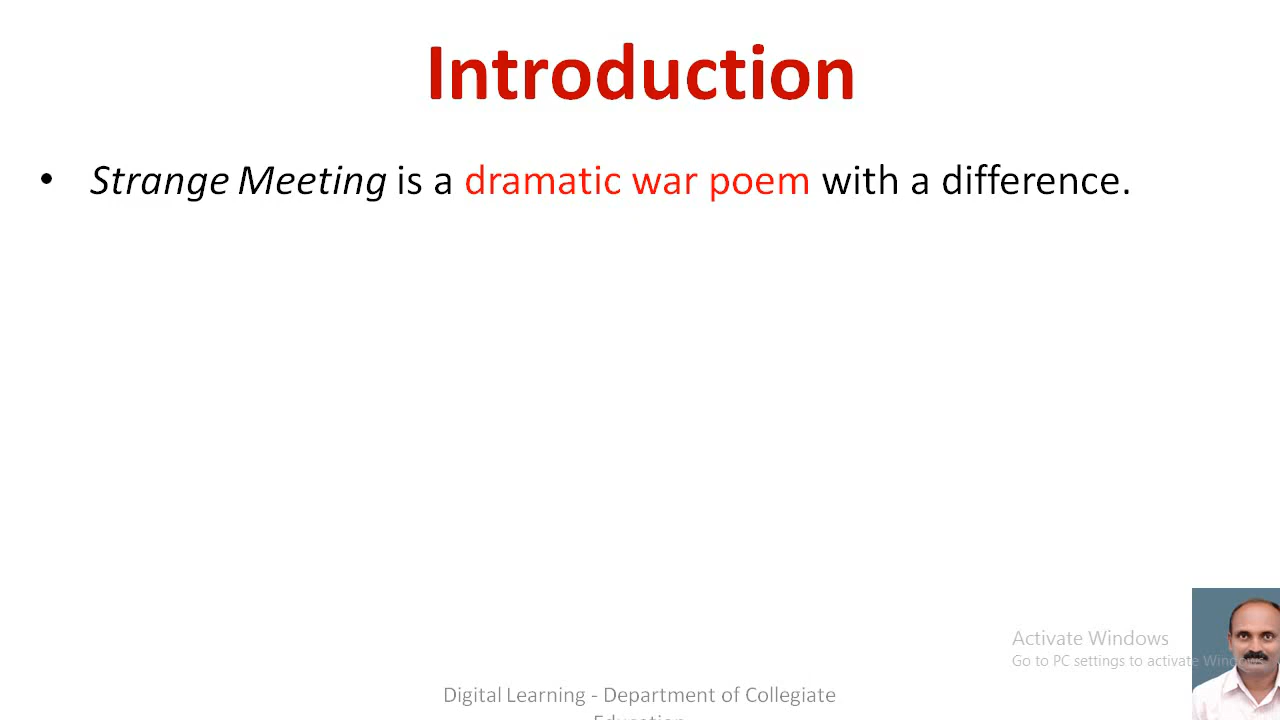 Introduction
• Strange Meeting is a dramatic war poem with a difference.
Activate Windows
Go to PC settings to activate Windows.
Digital Learning - Department of Collegiate
Education